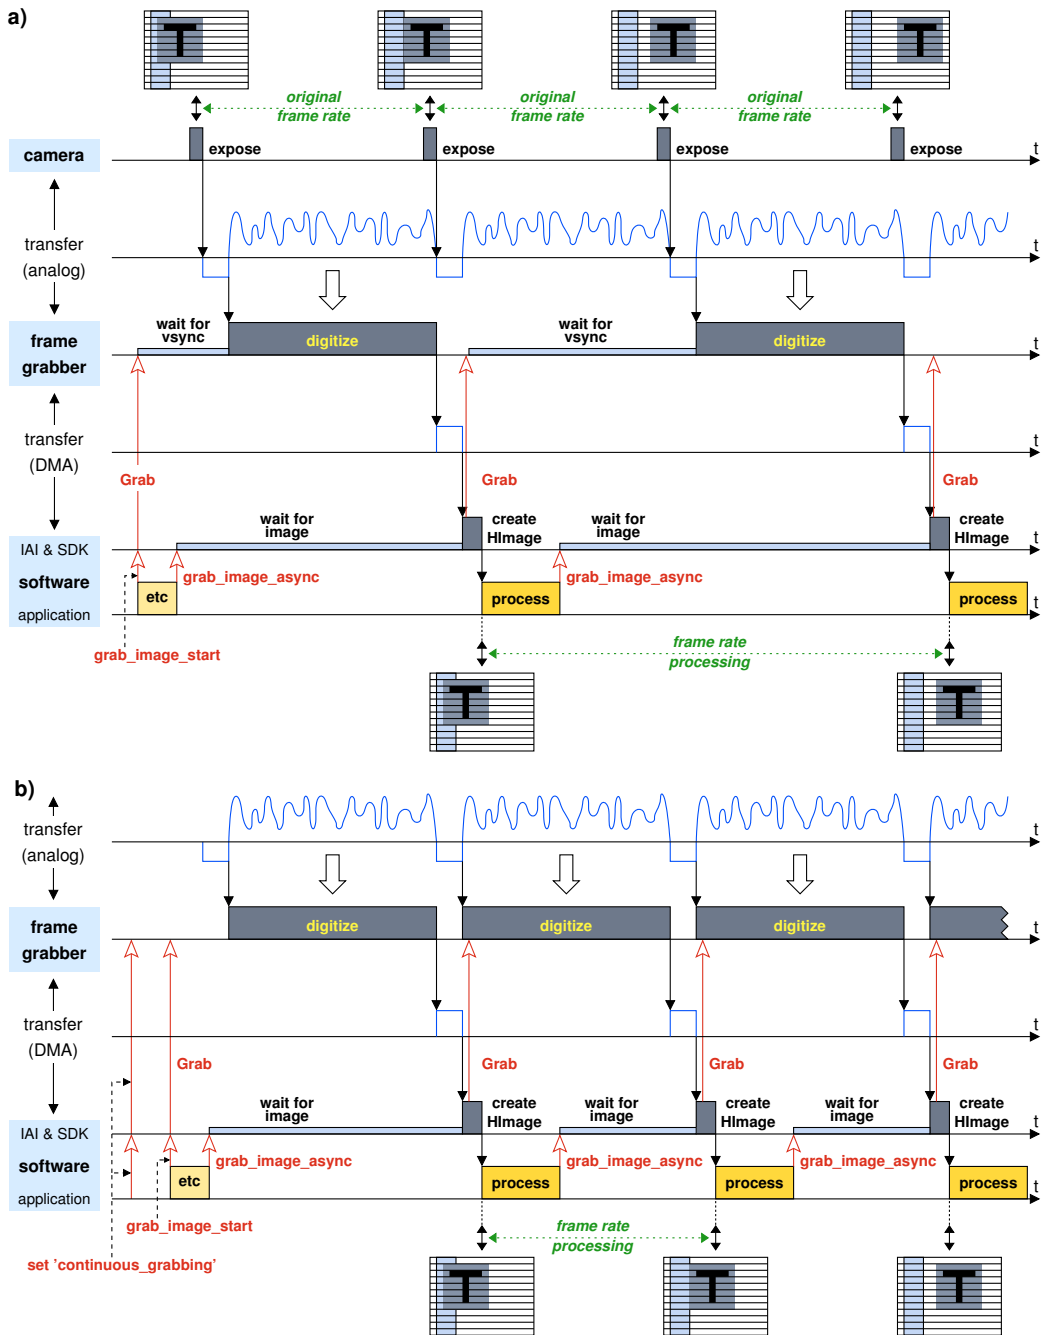 a)
T
T
T
T
original
frame rate
original
frame rate
original
frame rate
camera
expose
expose
expose
expose
t
transfer
(analog)
t
frame
grabber
wait for
vsync
digitize
wait for
vsync
digitize
t
transfer
(DMA)
t
Grab
Grab
Grab
IAI & SDK
software
application
wait for
image
create
HImage
wait for
image
create
HImage
t
etc
grab_image_async
process
grab_image_async
process
t
grab_image_start
frame rate
processing
T
T
b)
transfer
(analog)
t
frame
grabber
digitize
digitize
digitize
t
transfer
(DMA)
t
Grab
Grab
Grab
Grab
IAI & SDK
software
application
wait for
image
create
HImage
wait for
image
create
HImage
wait for
image
create
HImage
t
etc
grab_image_async
process
grab_image_async
process
grab_image_async
process
t
grab_image_start
set 'continuous_grabbing'
frame rate
processing
T
T
T